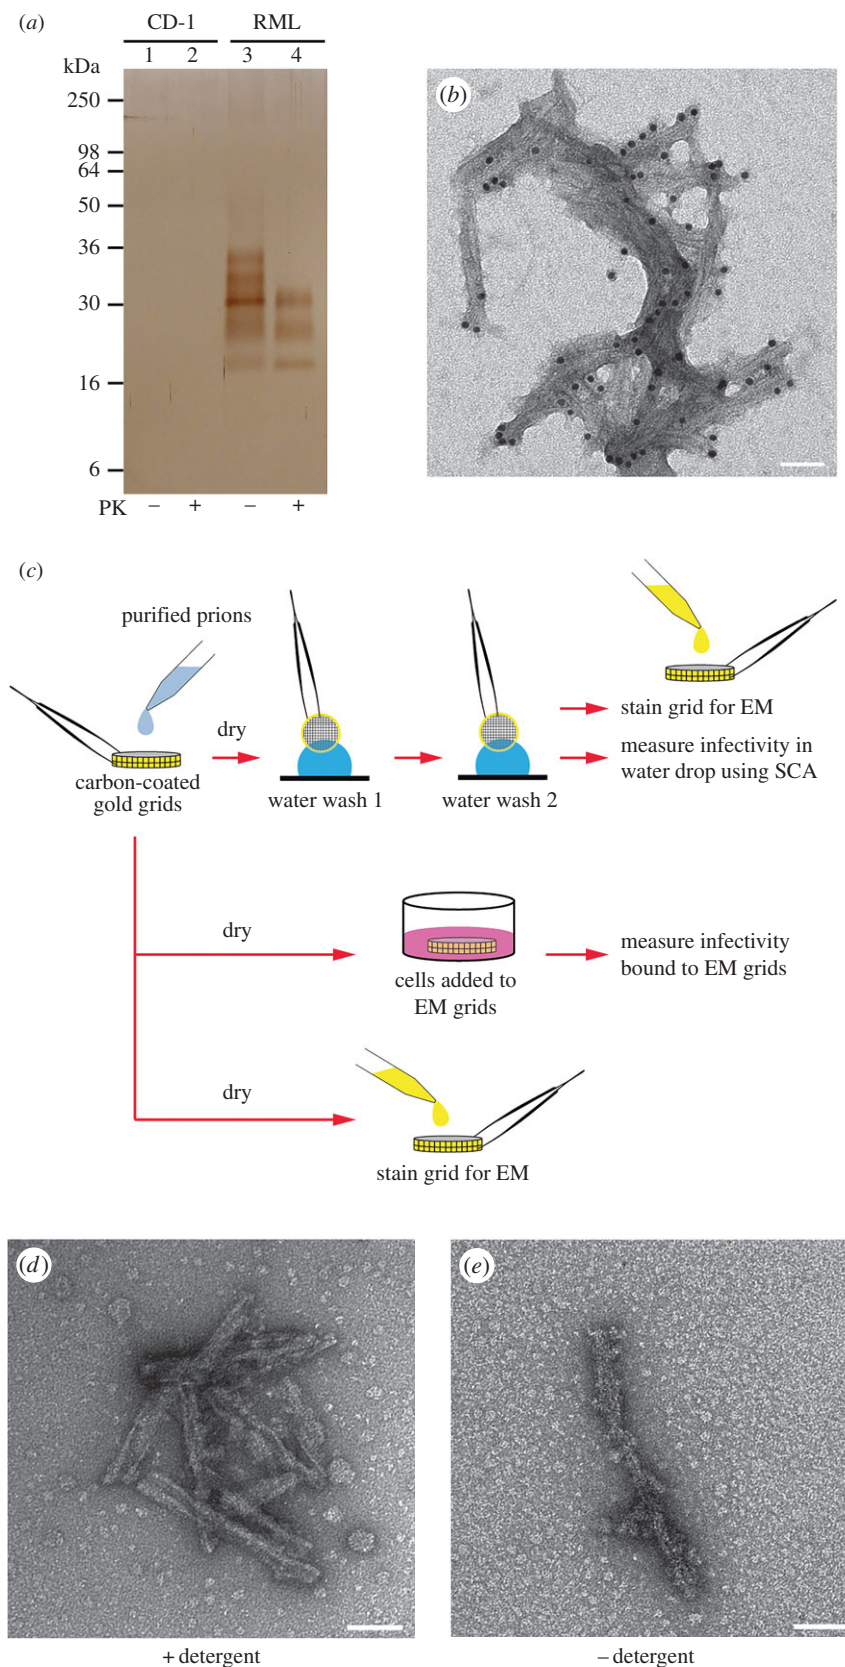 (a)
CD-1 RML
1 2 3 4
kDa
250
98
64
50
36
30
16
6
PK – + – +
(b)
(c)
purified prions
dry
carbon-coated
gold grids
water wash 1
water wash 2
stain grid for EM
measure infectivity in
water drop using SCA
dry
cells added to
EM grids
measure infectivity
bound to EM grids
dry
stain grid for EM
(d)
+ detergent
(e)
– detergent